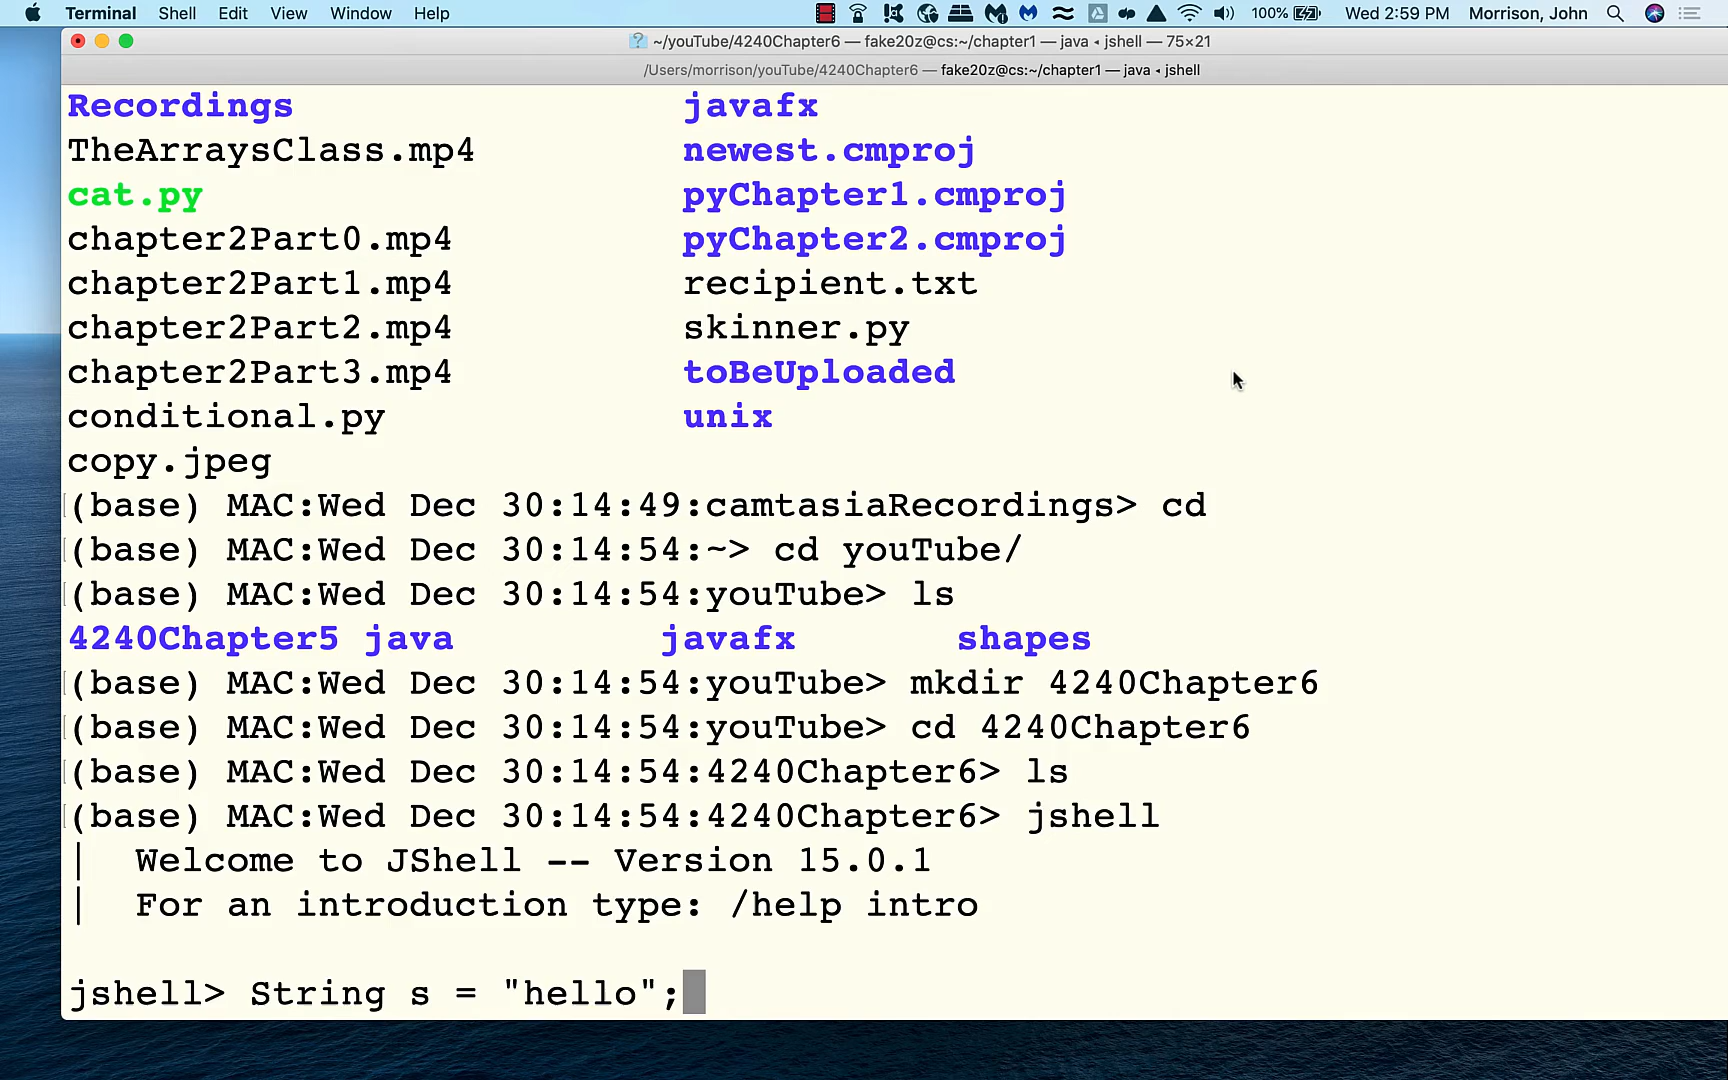 Terminal Shell Edit View Window Help 100% Wed 2:59 PM Morrison, John
~/youTube/4240Chapter6 — fake20z@cs:~/chapter1 — java ◂ jshell — 75×21
/Users/morrison/youTube/4240Chapter6 — fake20z@cs:~/chapter1 — java ◂ jshell
Recordings javafx
TheArraysClass.mp4 newest.cmproj
cat.py pyChapter1.cmproj
chapter2Part0.mp4 pyChapter2.cmproj
chapter2Part1.mp4 recipient.txt
chapter2Part2.mp4 skinner.py
chapter2Part3.mp4 toBeUploaded
conditional.py unix
copy.jpeg
(base) MAC:Wed Dec 30:14:49:camtasiaRecordings> cd
(base) MAC:Wed Dec 30:14:54:~> cd youTube/
(base) MAC:Wed Dec 30:14:54:youTube> ls
4240Chapter5 java javafx shapes
(base) MAC:Wed Dec 30:14:54:youTube> mkdir 4240Chapter6
(base) MAC:Wed Dec 30:14:54:youTube> cd 4240Chapter6
(base) MAC:Wed Dec 30:14:54:4240Chapter6> ls
(base) MAC:Wed Dec 30:14:54:4240Chapter6> jshell
| Welcome to JShell -- Version 15.0.1
| For an introduction type: /help intro
jshell> String s = "hello";